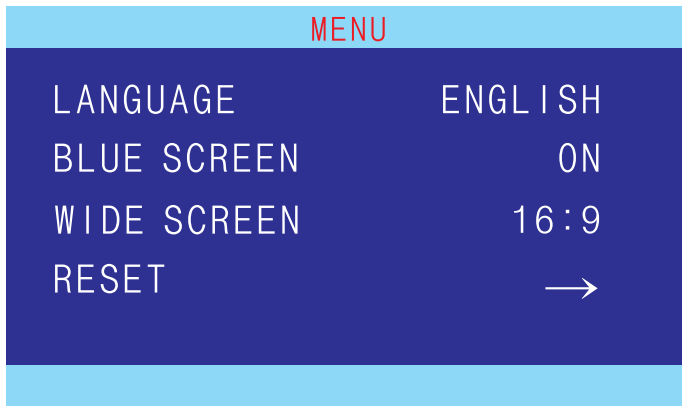 MENU
LANGUAGE ENGLISH
BLUE SCREEN ON
WIDE SCREEN 16:9
RESET →